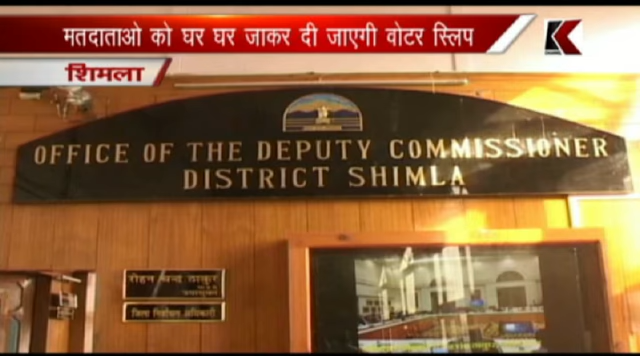 मतदाताओ को घर घर जाकर दी जाएगी वोटर स्लिप
शिमला
OFFICE OF THE DEPUTY COMMISSIONER
DISTRICT SHIMLA
रोहन चन्द ठाकुर
जिला निर्वाचन अधिकारी